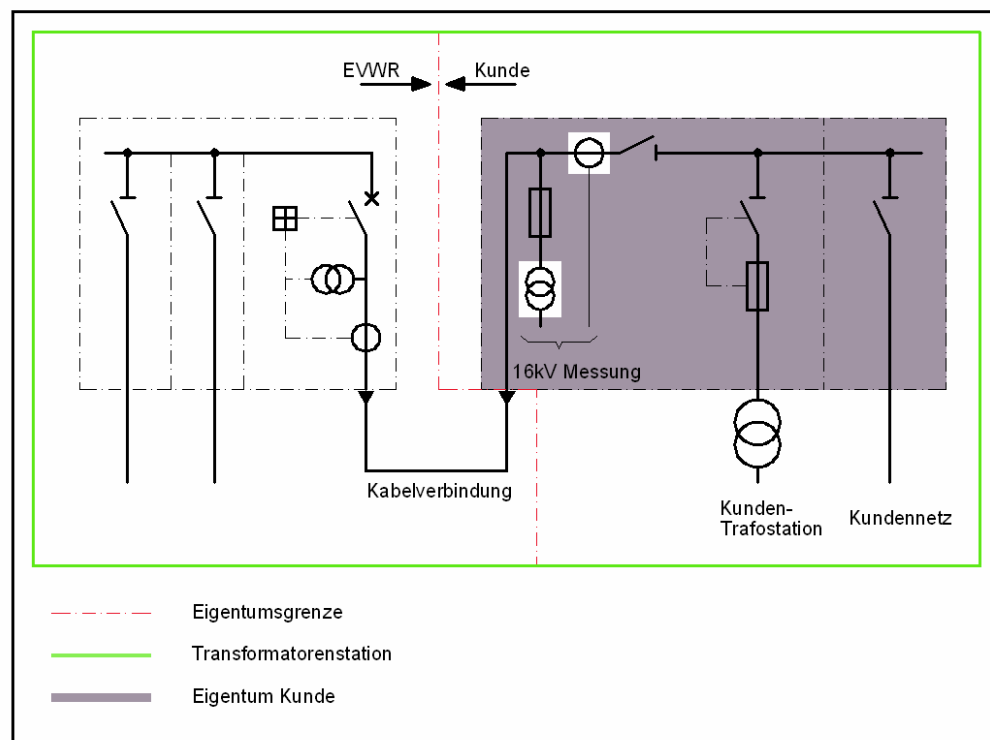 EVWR
Kunde
16kV Messung
Kabelverbindung
Kunden-
Trafostation
Kundennetz
Eigentumsgrenze
Transformatorenstation
Eigentum Kunde